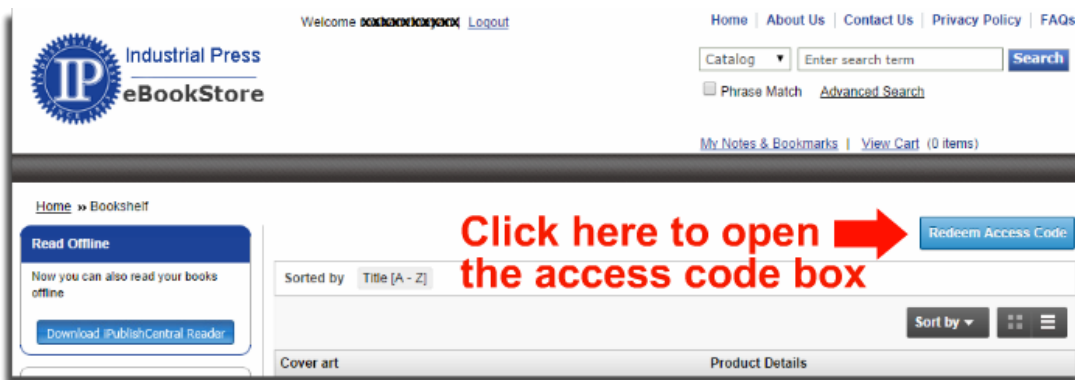 Welcome Logout
Home | About Us | Contact Us | Privacy Policy | FAQs
IP
Industrial Press
eBookStore
Catalog Enter search term Search
Phrase Match Advanced Search
My Notes & Bookmarks | View Cart (0 items)
Home » Bookshelf
Click here to open
the access code box
Redeem Access Code
Read Offline
Now you can also read your books
offline
Download iPublishCentral Reader
Sorted by Title [A - Z]
Sort by
Cover art Product Details